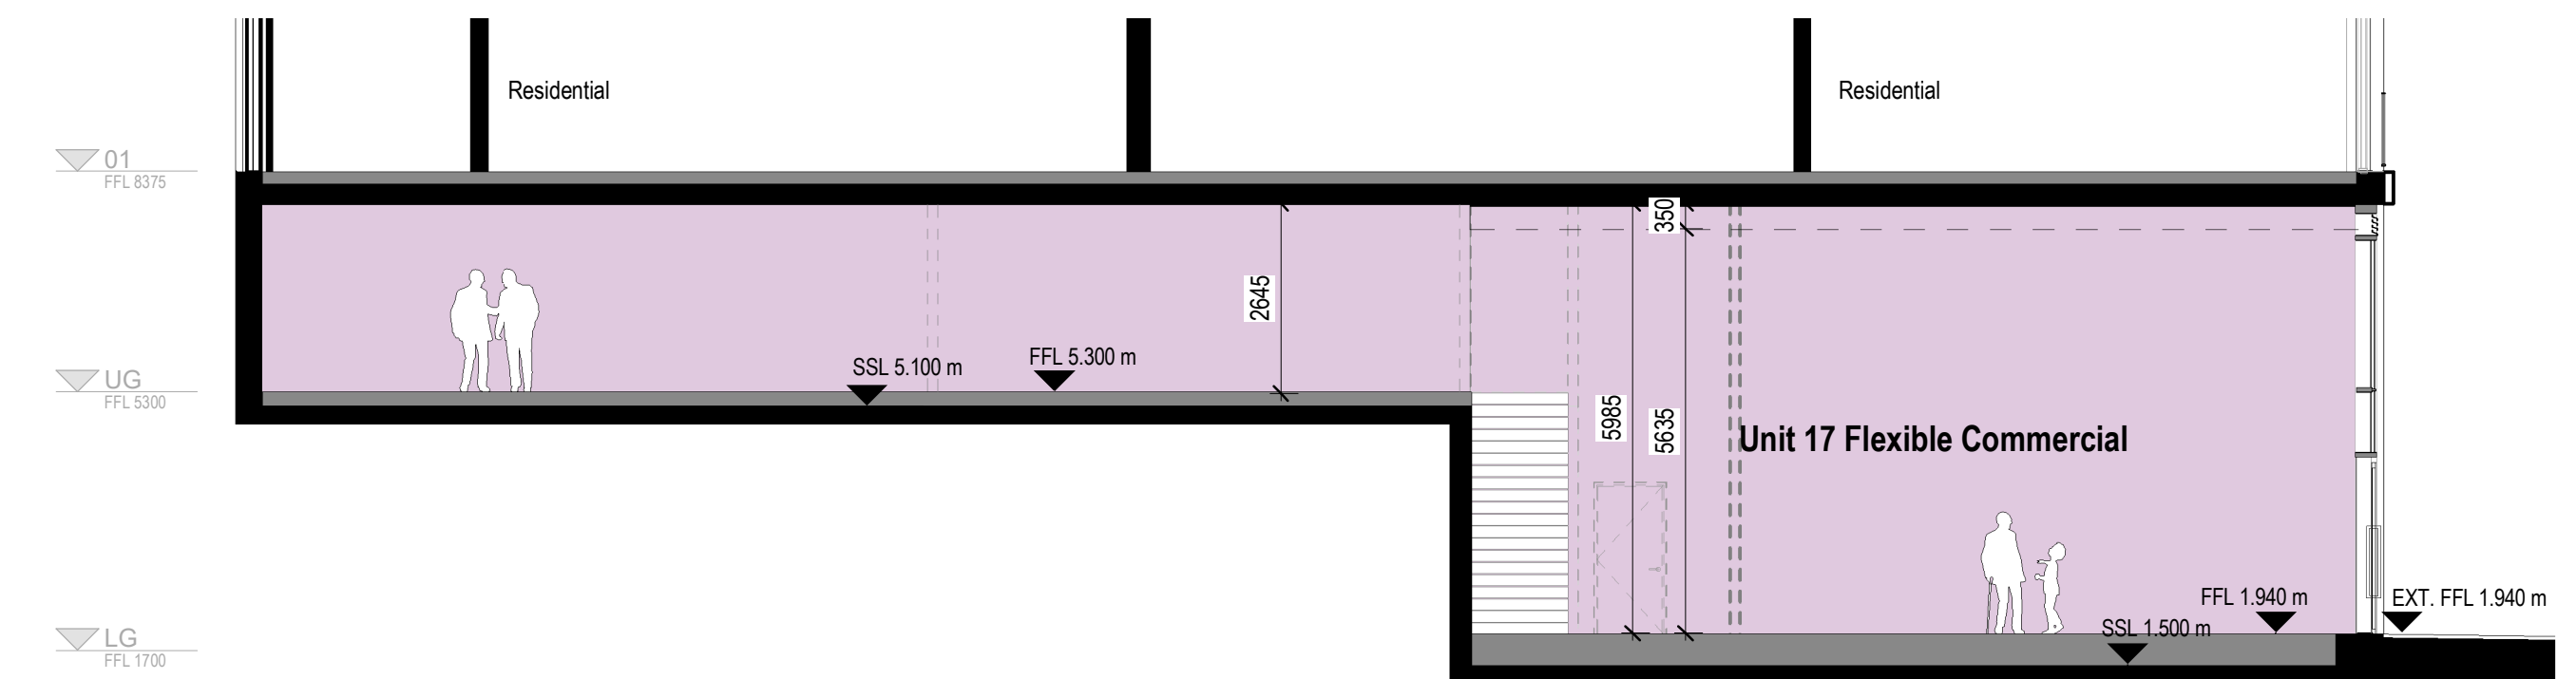 Residential
Residential
01
FFL 8375
350
2645
SSL 5.100 m
FFL 5.300 m
UG
FFL 5300
5985
5635
Unit 17 Flexible Commercial
FFL 1.940 m
EXT. FFL 1.940 m
SSL 1.500 m
LG
FFL 1700